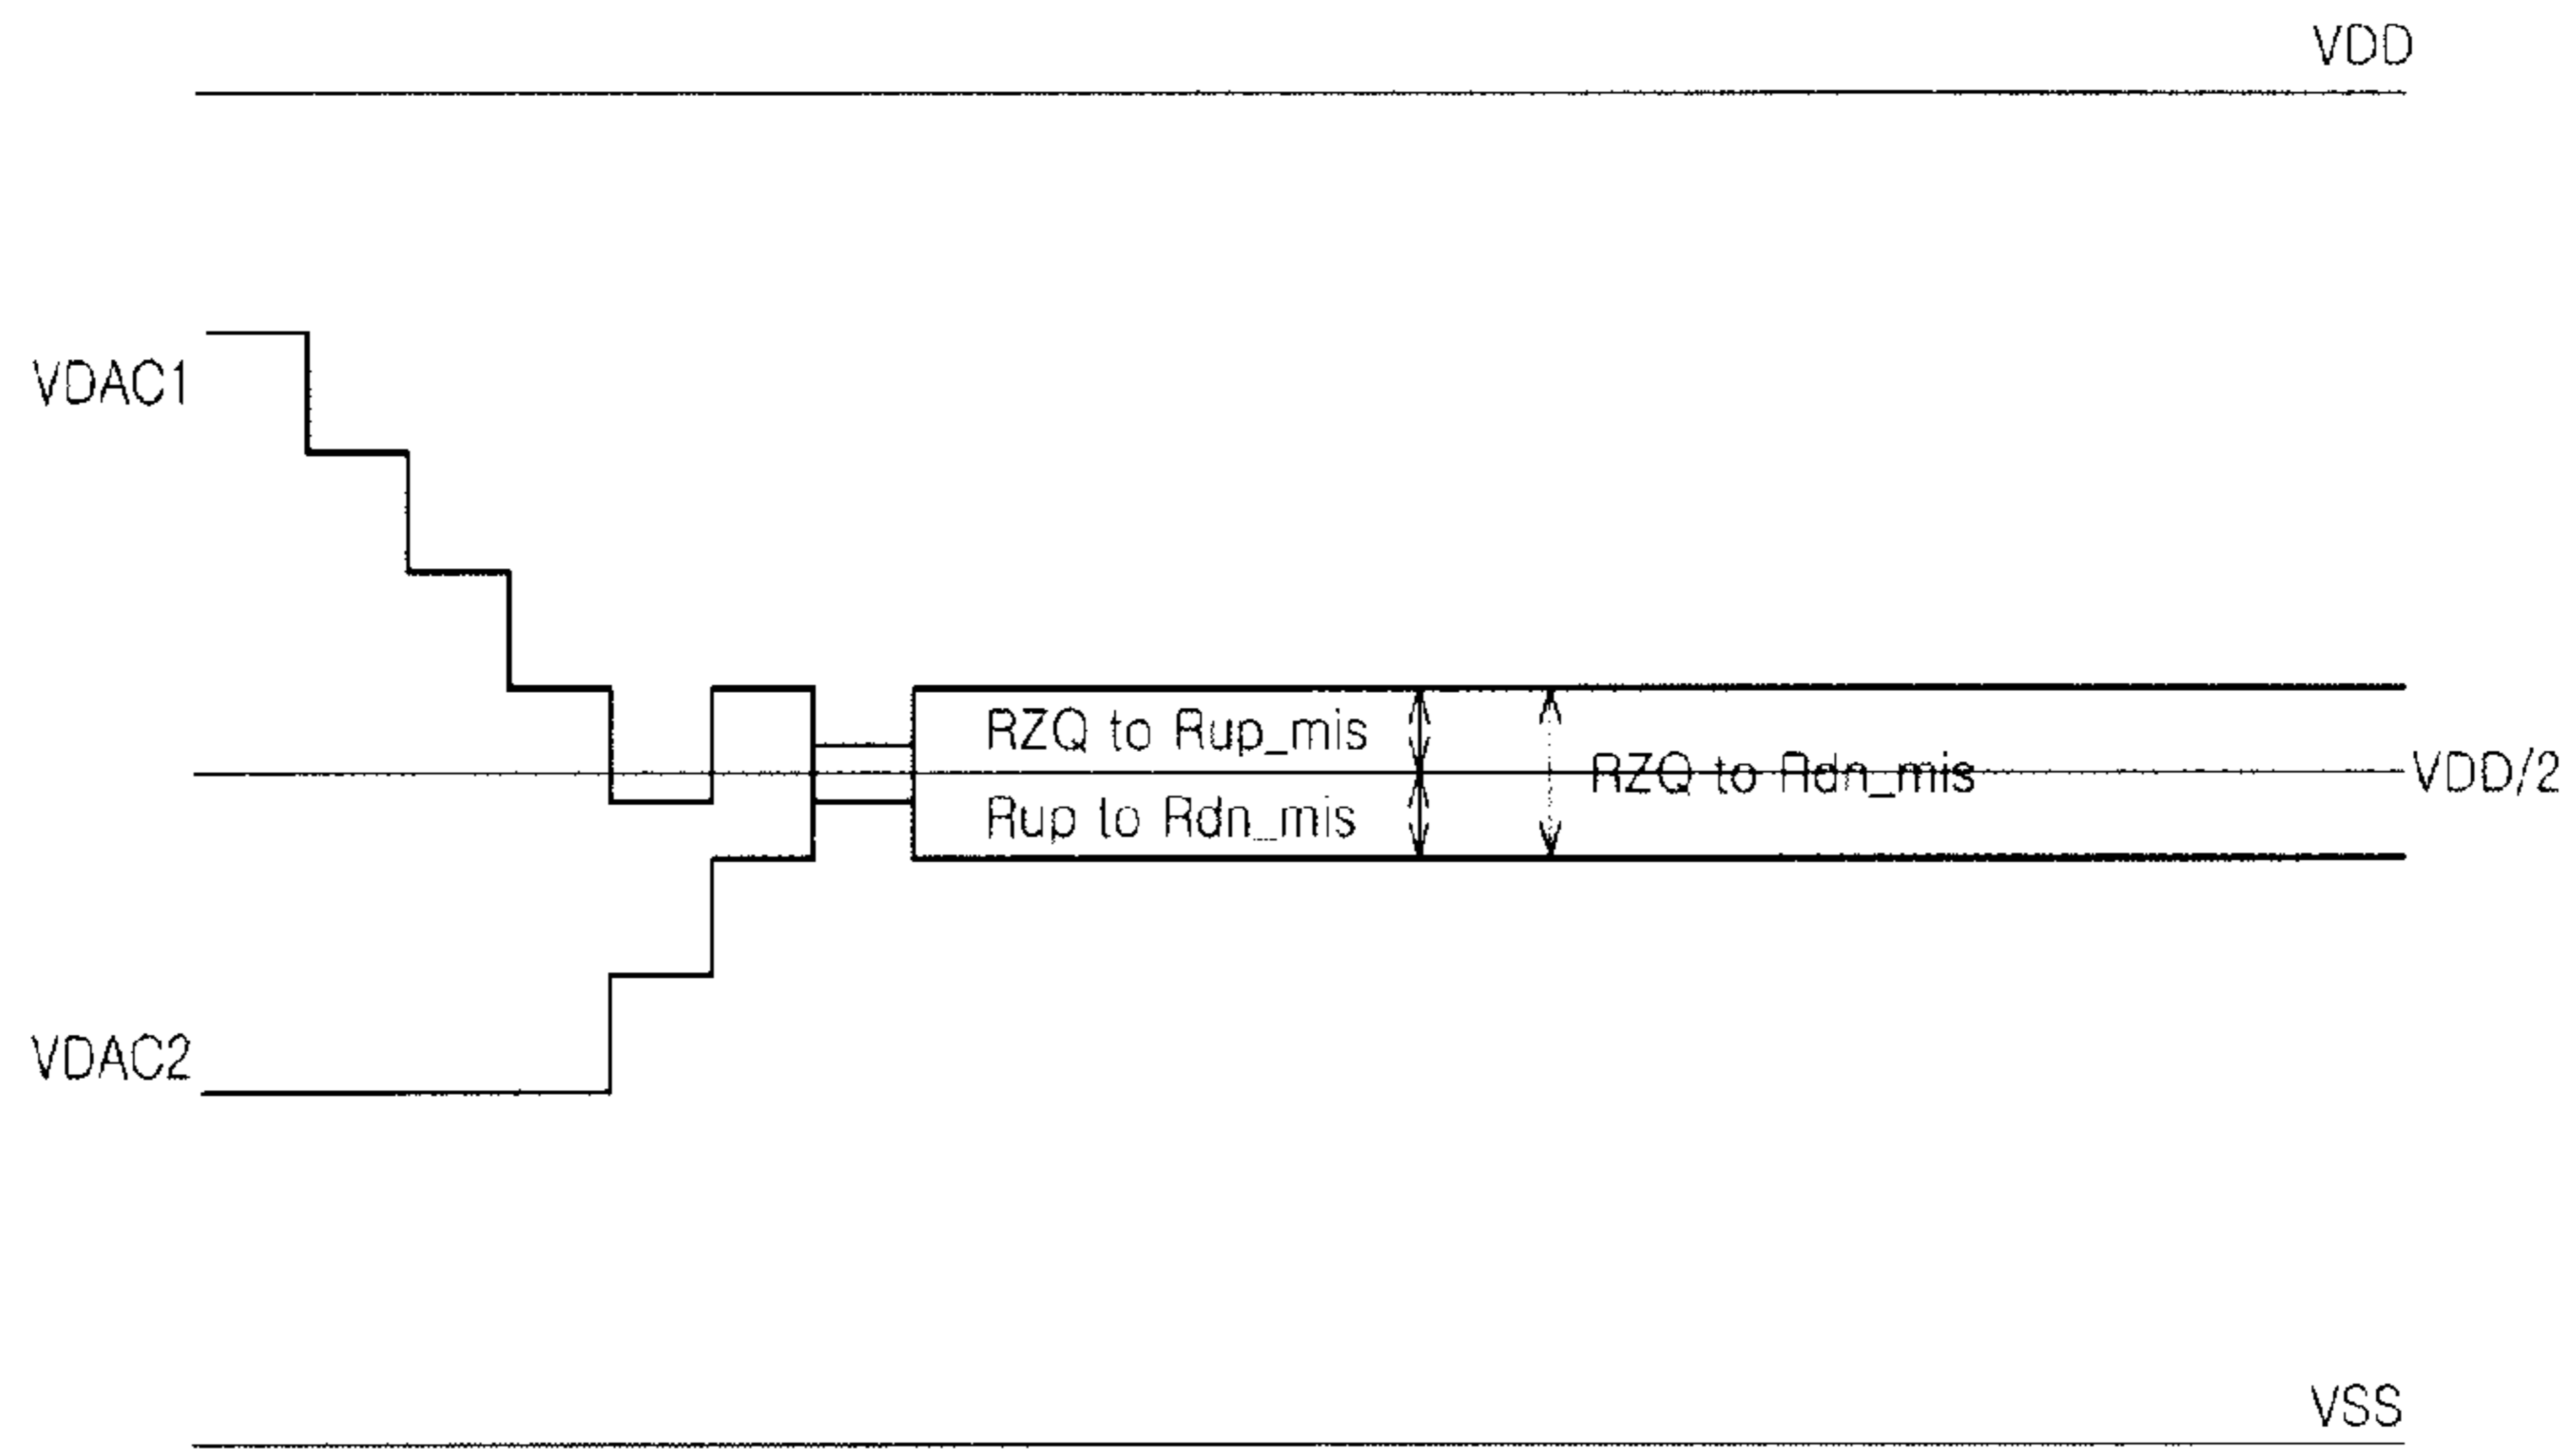 VDD
VDAC1
RZQ to Rup_mis
RZQ to Rdn_mis
VDD/2
Rup to Rdn_mis
VDAC2
VSS